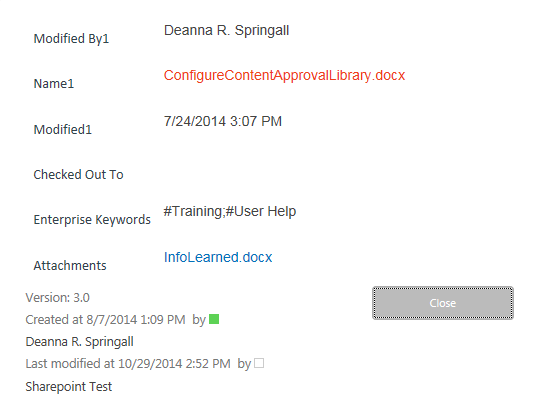 Modified By1 Deanna R. Springall
Name1 ConfigureContentApprovalLibrary.docx
Modified1 7/24/2014 3:07 PM
Checked Out To
Enterprise Keywords #Training;#User Help
Attachments InfoLearned.docx
Version: 3.0
Close
Created at 8/7/2014 1:09 PM by
Deanna R. Springall
Last modified at 10/29/2014 2:52 PM by
Sharepoint Test